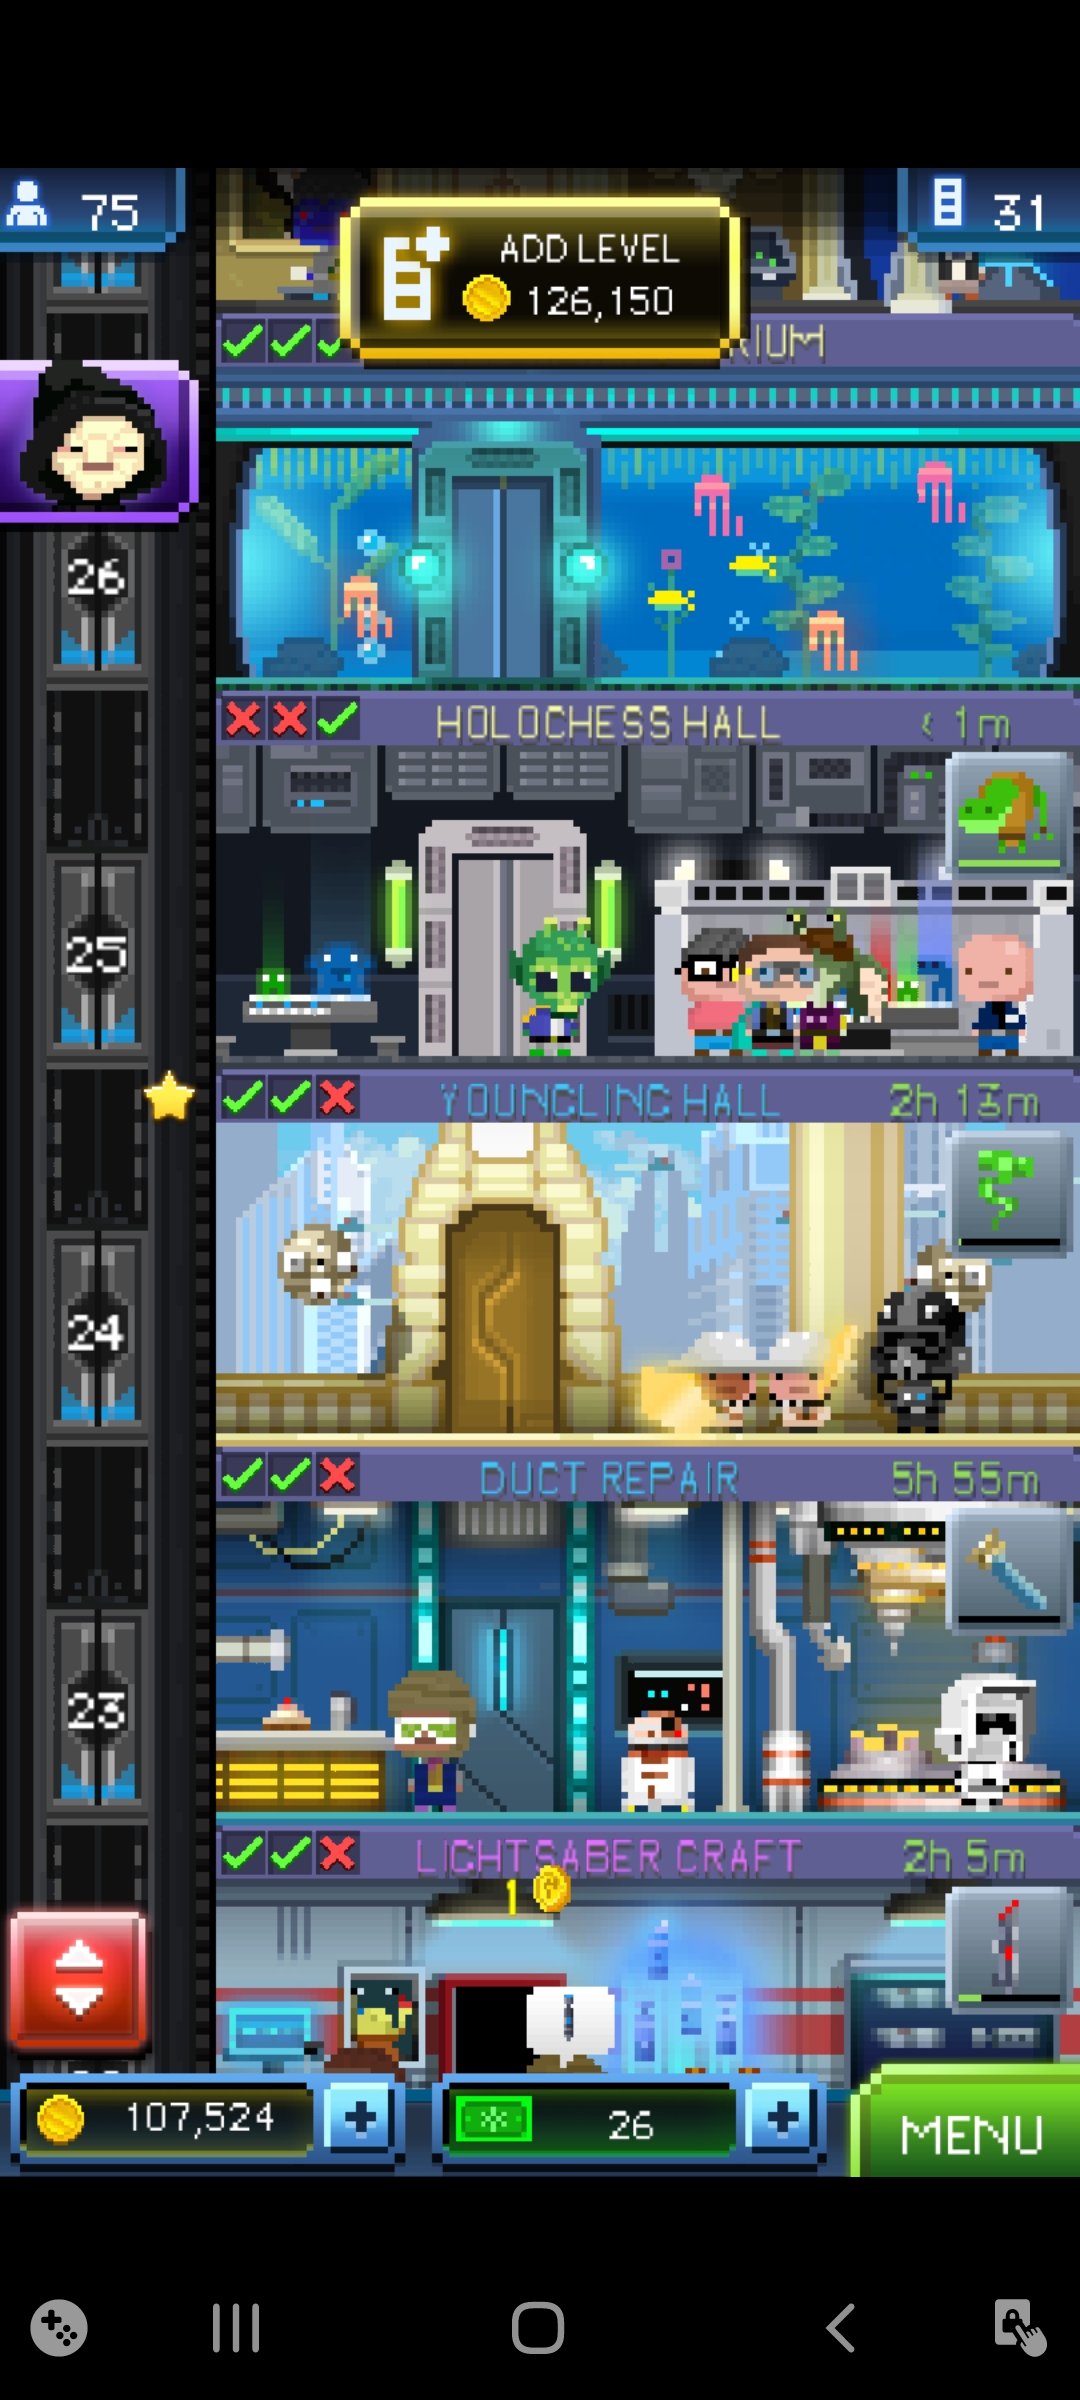 75
ADD LEVEL
126,150
31
RIUM
26
HOLOCHESS HALL
< 1m
25
YOUNGLING HALL
2h 13m
24
DUCT REPAIR
5h 55m
23
LIGHTSABER CRAFT
2h 5m
1
107,524
26
MENU